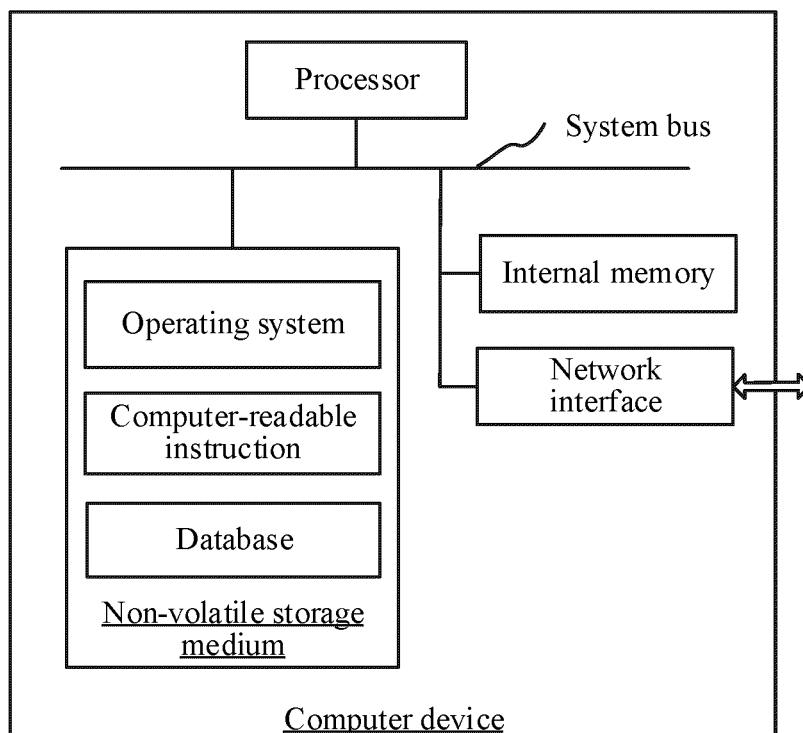 Processor
System bus
Internal memory
Operating system
Network
interface
Computer-readable
instruction
Database
Non-volatile storage
medium
Computer device